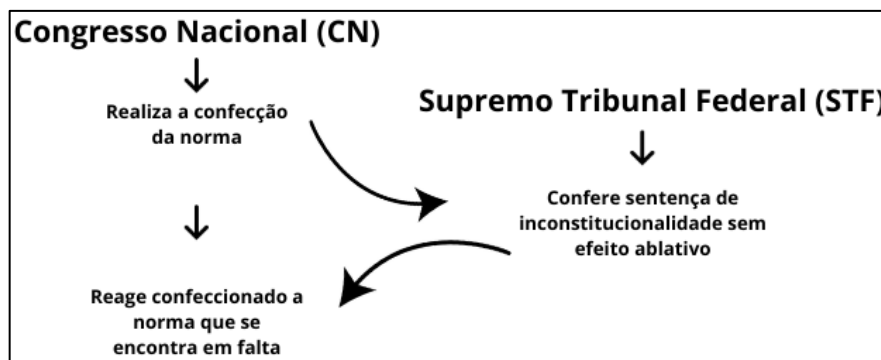 Congresso Nacional (CN)
Realiza a confecção
da norma
Supremo Tribunal Federal (STF)
Confere sentença de
inconstitucionalidade sem
efeito ablativo
Reage confeccionado a
norma que se
encontra em falta